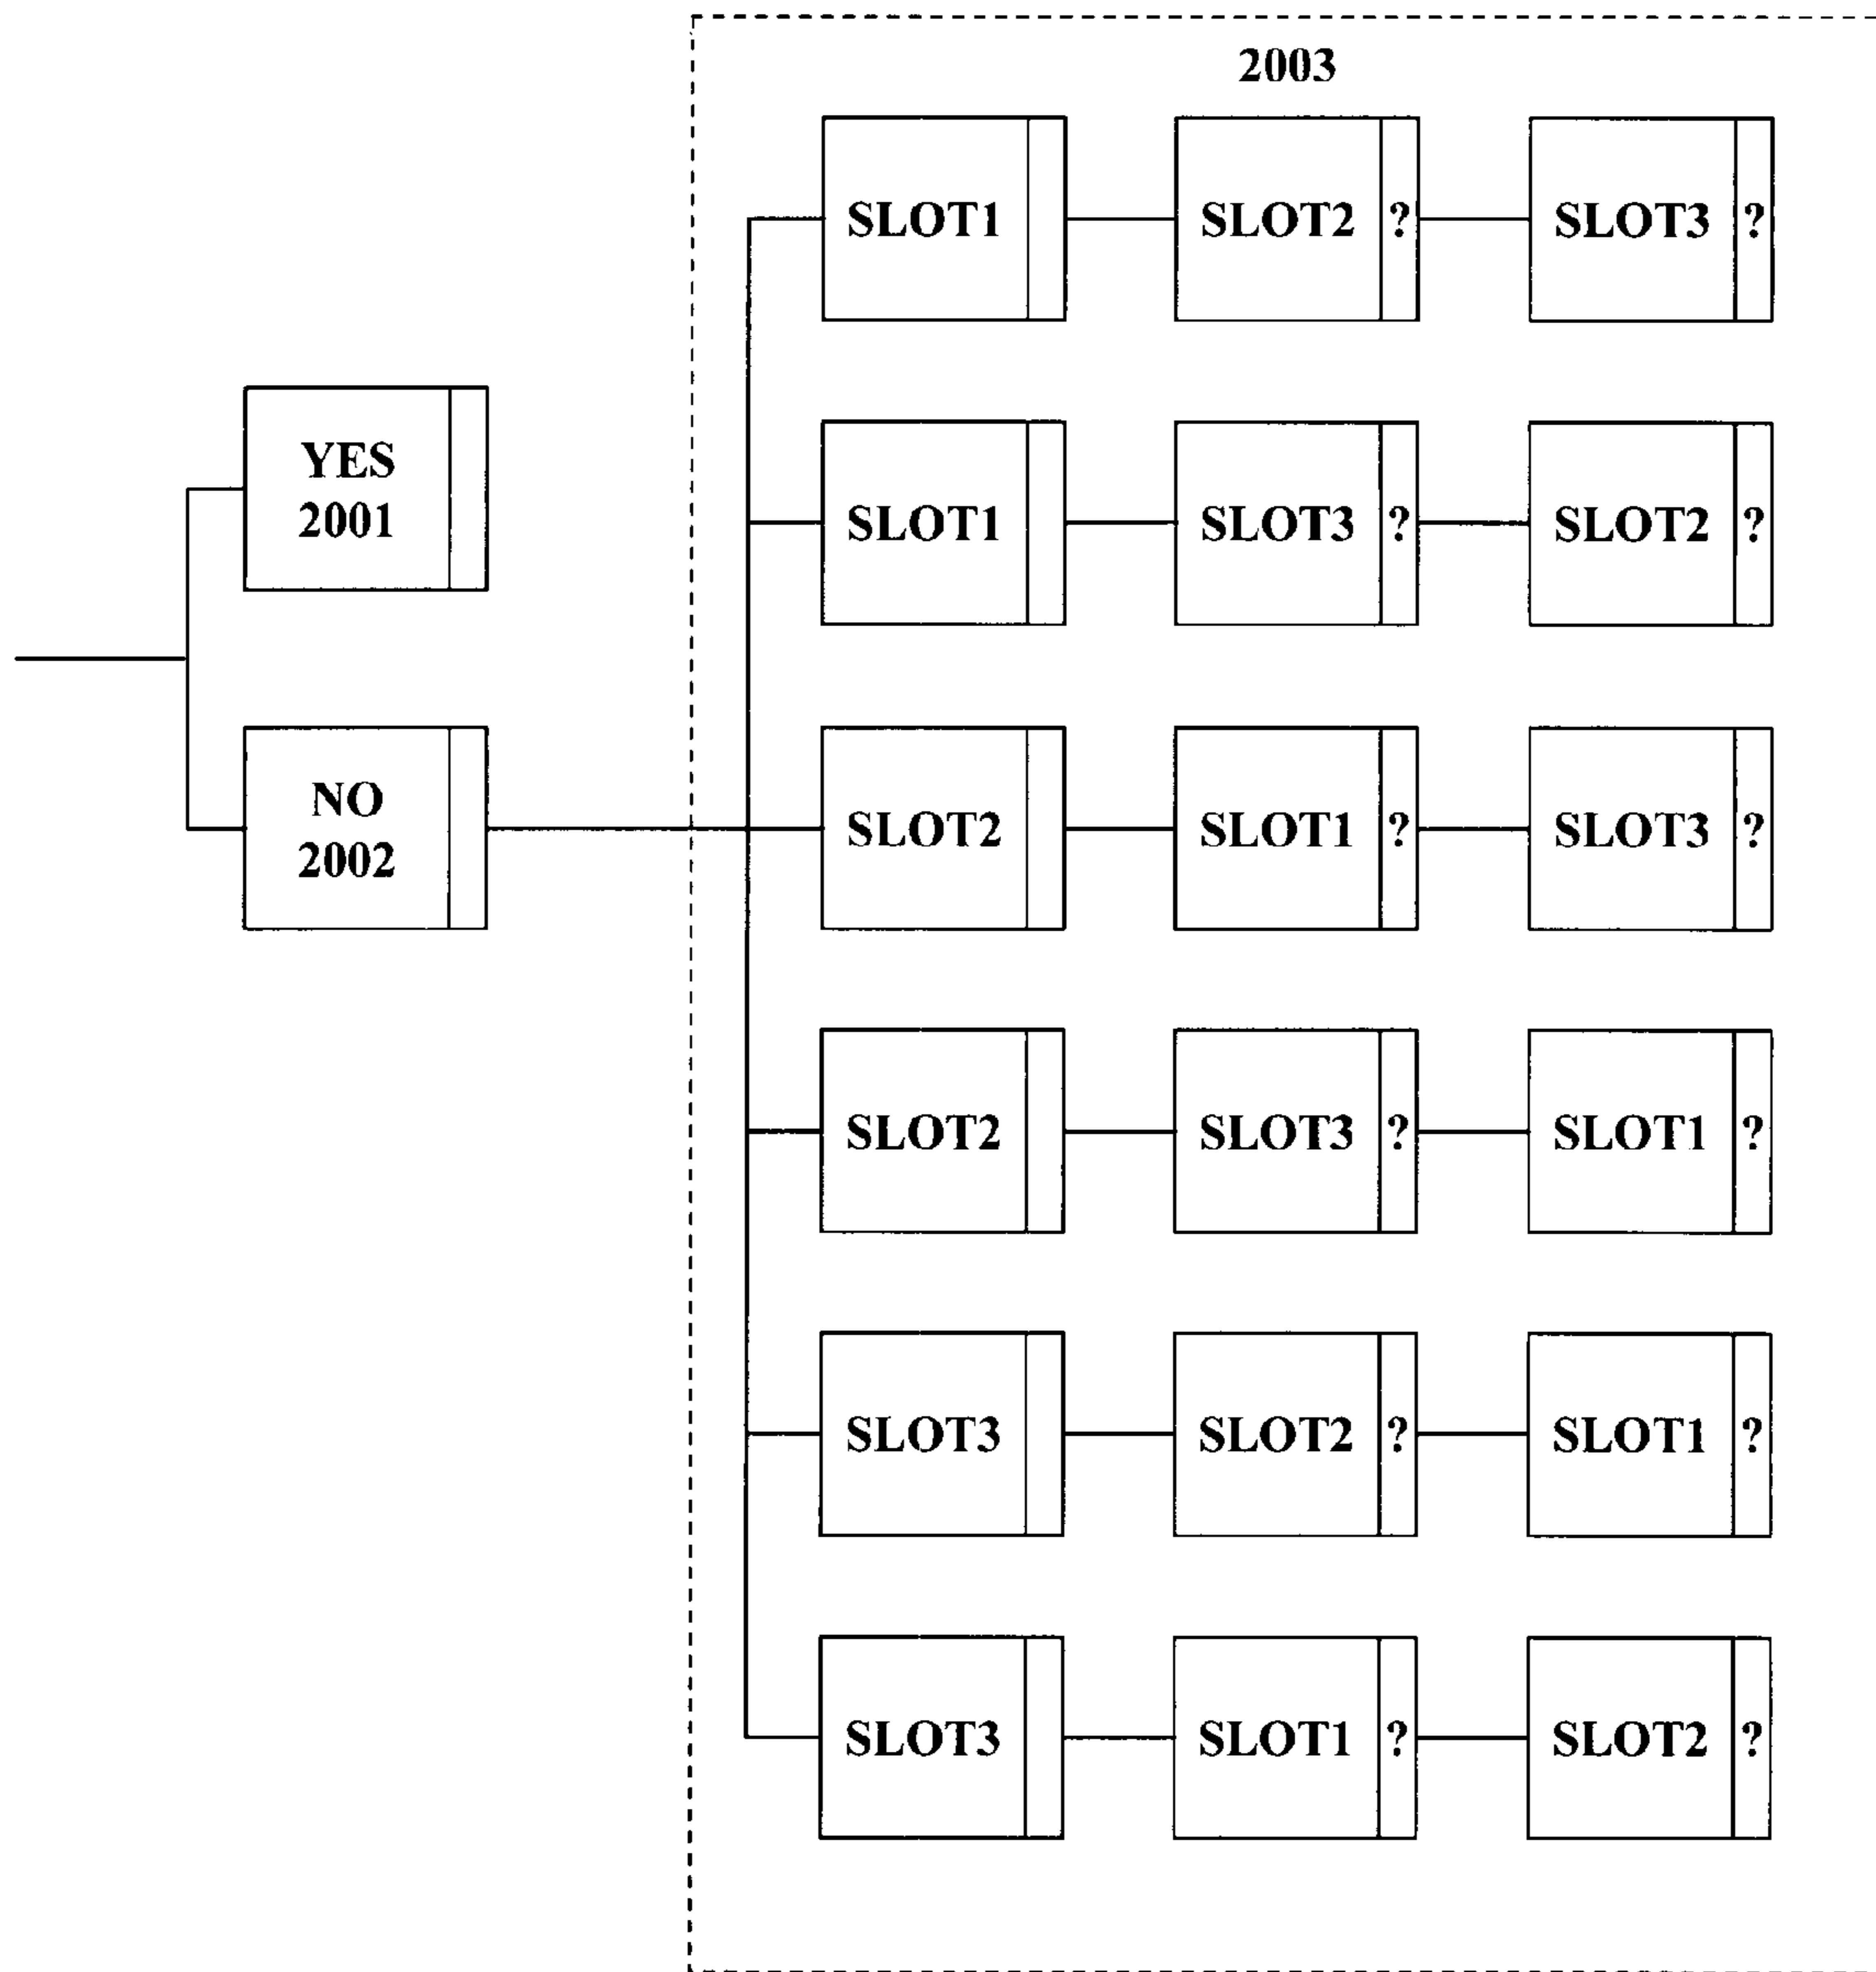 2003
SLOT1 SLOT2 ? SLOT3 ?
YES
2001
SLOT1 SLOT3 ? SLOT2 ?
NO
2002
SLOT2 SLOT1 ? SLOT3 ?
SLOT2 SLOT3 ? SLOT1 ?
SLOT3 SLOT2 ? SLOT1 ?
SLOT3 SLOT1 ? SLOT2 ?